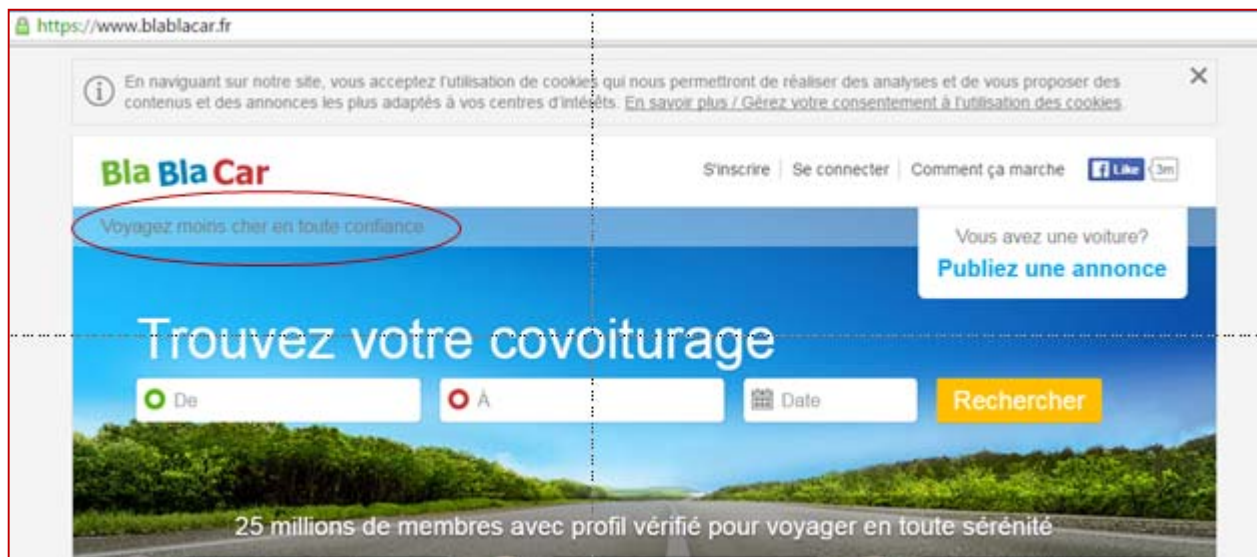 https://www.blablacar.fr
En naviguant sur notre site, vous acceptez l'utilisation de cookies qui nous permettront de réaliser des analyses et de vous proposer des
contenus et des annonces les plus adaptés à vos centres d'intérêts. En savoir plus / Gérez votre consentement à l'utilisation des cookies
Bla Bla Car
S'inscrire | Se connecter | Comment ça marche
Like 3m
Voyagez moins cher en toute confiance
Vous avez une voiture?
Publiez une annonce
Trouvez votre covoiturage
De
À
Date
Rechercher
25 millions de membres avec profil vérifié pour voyager en toute sérénité